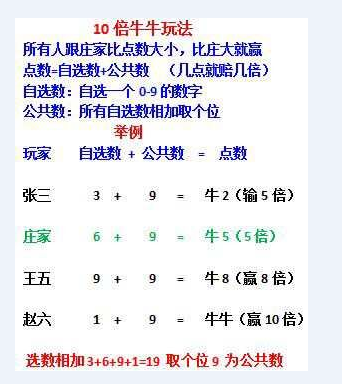 10 倍牛牛玩法
所有人跟庄家比点数大小，比庄大就赢
点数=自选数+公共数 （几点就赔几倍）
自选数：自选一个 0-9 的数字
公共数：所有自选数相加取个位
举例
玩家 自选数 + 公共数 = 点数
张三 3 + 9 = 牛 2（输 5 倍）
庄家 6 + 9 = 牛 5（5 倍）
王五 9 + 9 = 牛 8（赢 8 倍）
赵六 1 + 9 = 牛牛（赢 10 倍）
选数相加 3+6+9+1=19 取个位 9 为公共数